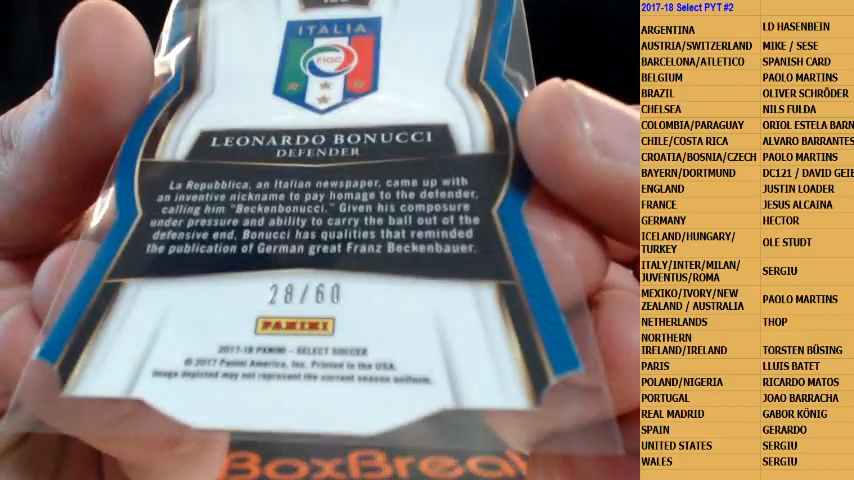 ITALIA
FIGC
LEONARDO BONUCCI
DEFENDER
La Repubblica, an Italian newspaper, came up with
an inventive nickname to pay homage to the defender,
calling him "Beckenbonucci." Given his composure
under pressure and ability to carry the ball out of the
defensive end, Bonucci has qualities that reminded
the publication of German great Franz Beckenbauer.
28/60
PANINI
2017-18 PANINI – SELECT SOCCER
© 2017 Panini America, Inc. Printed in the USA.
Image depicted may not represent the current season uniform.
BoxBreak
2017-18 Select PYT #2
ARGENTINA LD HASENBEIN
AUSTRIA/SWITZERLAND MIKE / SESE
BARCELONA/ATLETICO SPANISH CARD
BELGIUM PAOLO MARTINS
BRAZIL OLIVER SCHRÖDER
CHELSEA NILS FULDA
COLOMBIA/PARAGUAY ORIOL ESTELA BARN
CHILE/COSTA RICA ALVARO BARRANTES
CROATIA/BOSNIA/CZECH PAOLO MARTINS
BAYERN/DORTMUND DC121 / DAVID GEIE
ENGLAND JUSTIN LOADER
FRANCE JESUS ALCAINA
GERMANY HECTOR
ICELAND/HUNGARY/
TURKEY OLE STUDT
ITALY/INTER/MILAN/
JUVENTUS/ROMA SERGIU
MEXIKO/IVORY/NEW
ZEALAND / AUSTRALIA PAOLO MARTINS
NETHERLANDS THOP
NORTHERN
IRELAND/IRELAND TORSTEN BÜSING
PARIS LLUIS BATET
POLAND/NIGERIA RICARDO MATOS
PORTUGAL JOAO BARRACHA
REAL MADRID GABOR KÖNIG
SPAIN GERARDO
UNITED STATES SERGIU
WALES SERGIU